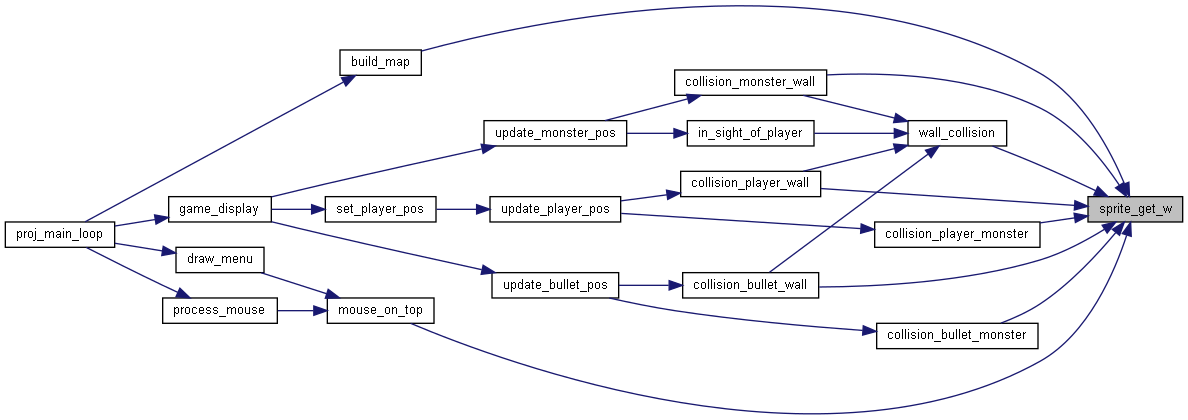 build_map
collision_monster_wall
update_monster_pos
in_sight_of_player
wall_collision
collision_player_wall
game_display
set_player_pos
update_player_pos
sprite_get_w
proj_main_loop
collision_player_monster
draw_menu
update_bullet_pos
collision_bullet_wall
process_mouse
mouse_on_top
collision_bullet_monster